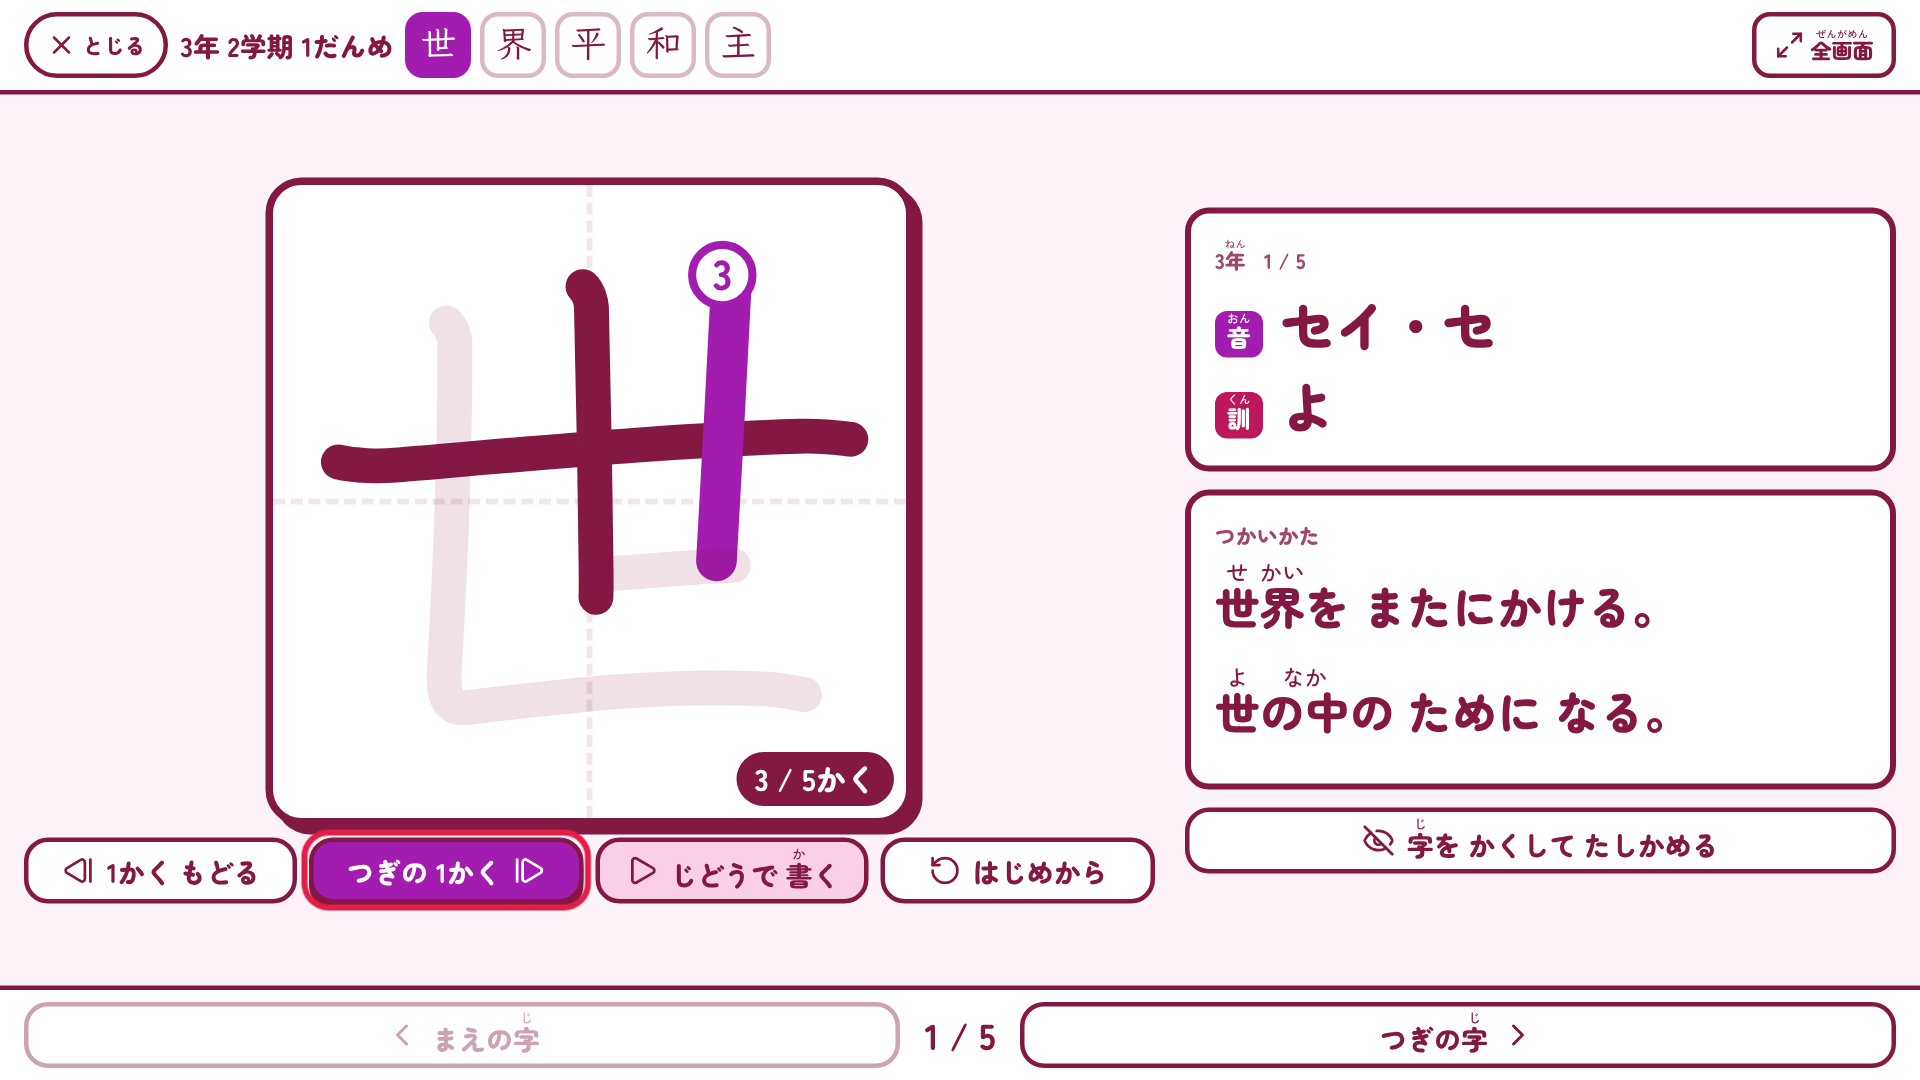 とじる 3年 2学期 1だんめ 世 界 平 和 主 全画面
ぜんがめん
3
3 / 5かく
ねん
3年 1 / 5
おん
音 セイ・セ
くん
訓 よ
つかいかた
せ かい
世界を またにかける。
よ なか
世の中の ために なる。
じ
字を かくして たしかめる
1かく もどる
つぎの 1かく
か
じどうで 書く
はじめから
じ
まえの字
1 / 5
じ
つぎの字